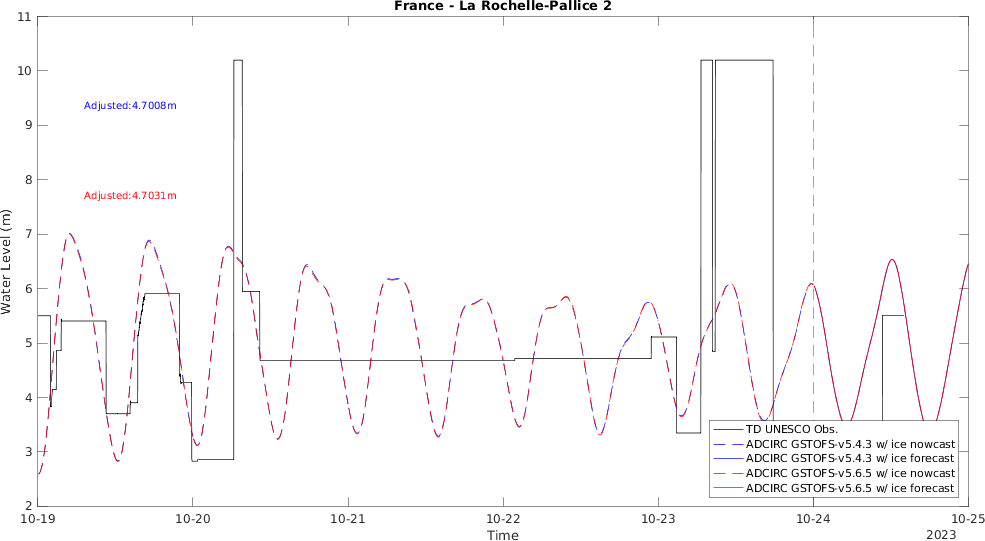 France - La Rochelle-Pallice 2
11
10
9
8
7
6
5
4
3
2
Water Level (m)
Adjusted:4.7008m
Adjusted:4.7031m
TD UNESCO Obs.
ADCIRC GSTOFS-v5.4.3 w/ ice nowcast
ADCIRC GSTOFS-v5.4.3 w/ ice forecast
ADCIRC GSTOFS-v5.6.5 w/ ice nowcast
ADCIRC GSTOFS-v5.6.5 w/ ice forecast
10-19 10-20 10-21 10-22 10-23 10-24 10-25
Time
2023